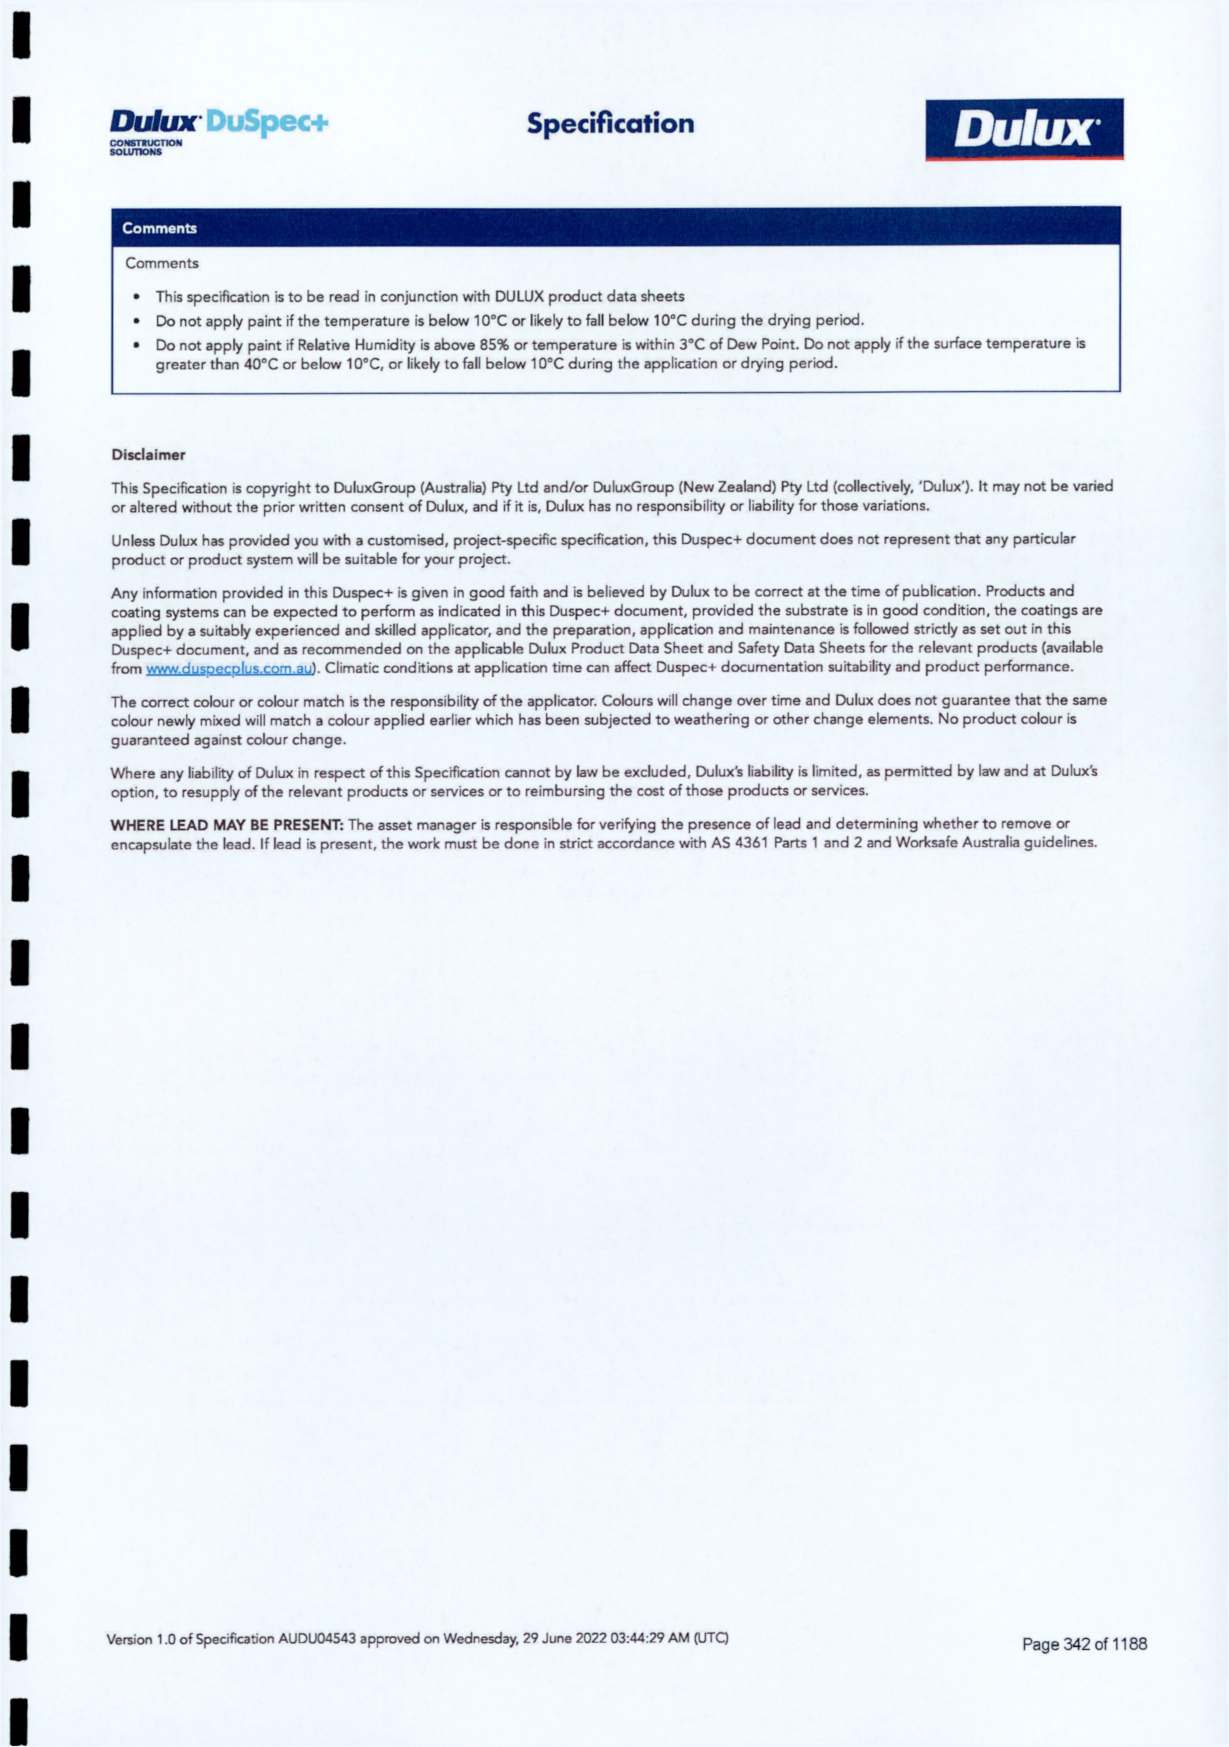 Dulux DuSpec+
CONSTRUCTION
SOLUTIONS
Specification
Dulux
Comments
Comments
• This specification is to be read in conjunction with DULUX product data sheets
• Do not apply paint if the temperature is below 10°C or likely to fall below 10°C during the drying period.
• Do not apply paint if Relative Humidity is above 85% or temperature is within 3°C of Dew Point. Do not apply if the surface temperature is
greater than 40°C or below 10°C, or likely to fall below 10°C during the application or drying period.
Disclaimer
This Specification is copyright to DuluxGroup (Australia) Pty Ltd and/or DuluxGroup (New Zealand) Pty Ltd (collectively, 'Dulux'). It may not be varied
or altered without the prior written consent of Dulux, and if it is, Dulux has no responsibility or liability for those variations.
Unless Dulux has provided you with a customised, project-specific specification, this Duspec+ document does not represent that any particular
product or product system will be suitable for your project.
Any information provided in this Duspec+ is given in good faith and is believed by Dulux to be correct at the time of publication. Products and
coating systems can be expected to perform as indicated in this Duspec+ document, provided the substrate is in good condition, the coatings are
applied by a suitably experienced and skilled applicator, and the preparation, application and maintenance is followed strictly as set out in this
Duspec+ document, and as recommended on the applicable Dulux Product Data Sheet and Safety Data Sheets for the relevant products (available
from www.duspecplus.com.au). Climatic conditions at application time can affect Duspec+ documentation suitability and product performance.
The correct colour or colour match is the responsibility of the applicator. Colours will change over time and Dulux does not guarantee that the same
colour newly mixed will match a colour applied earlier which has been subjected to weathering or other change elements. No product colour is
guaranteed against colour change.
Where any liability of Dulux in respect of this Specification cannot by law be excluded, Dulux's liability is limited, as permitted by law and at Dulux's
option, to resupply of the relevant products or services or to reimbursing the cost of those products or services.
WHERE LEAD MAY BE PRESENT: The asset manager is responsible for verifying the presence of lead and determining whether to remove or
encapsulate the lead. If lead is present, the work must be done in strict accordance with AS 4361 Parts 1 and 2 and Worksafe Australia guidelines.
Version 1.0 of Specification AUDU04543 approved on Wednesday, 29 June 2022 03:44:29 AM (UTC)
Page 342 of 1188